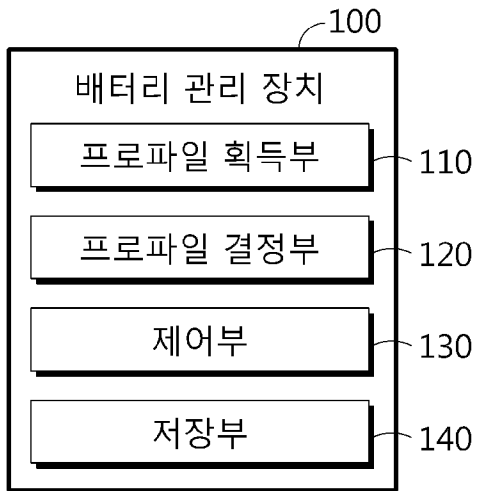 100
배터리 관리 장치
프로파일 획득부
110
프로파일 결정부
120
제어부
130
저장부
140